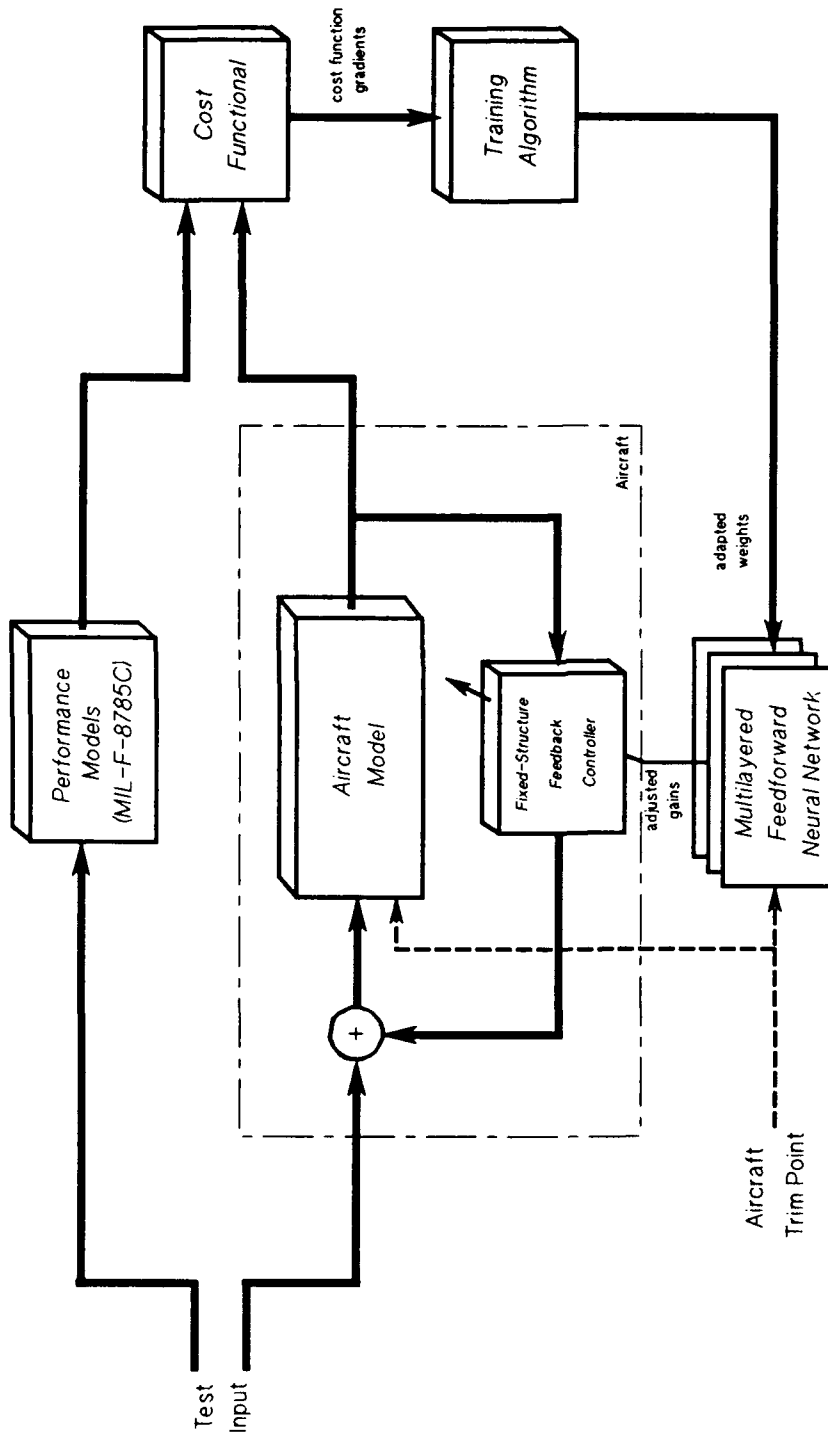 Test
Input
Performance
Models
(MIL-F-8785C)
Cost
Functional
cost function
gradients
Training
Algorithm
+
Aircraft
Model
Aircraft
Fixed-Structure
Feedback
Controller
adjusted
gains
adapted
weights
Multilayered
Feedforward
Neural Network
Aircraft
Trim Point